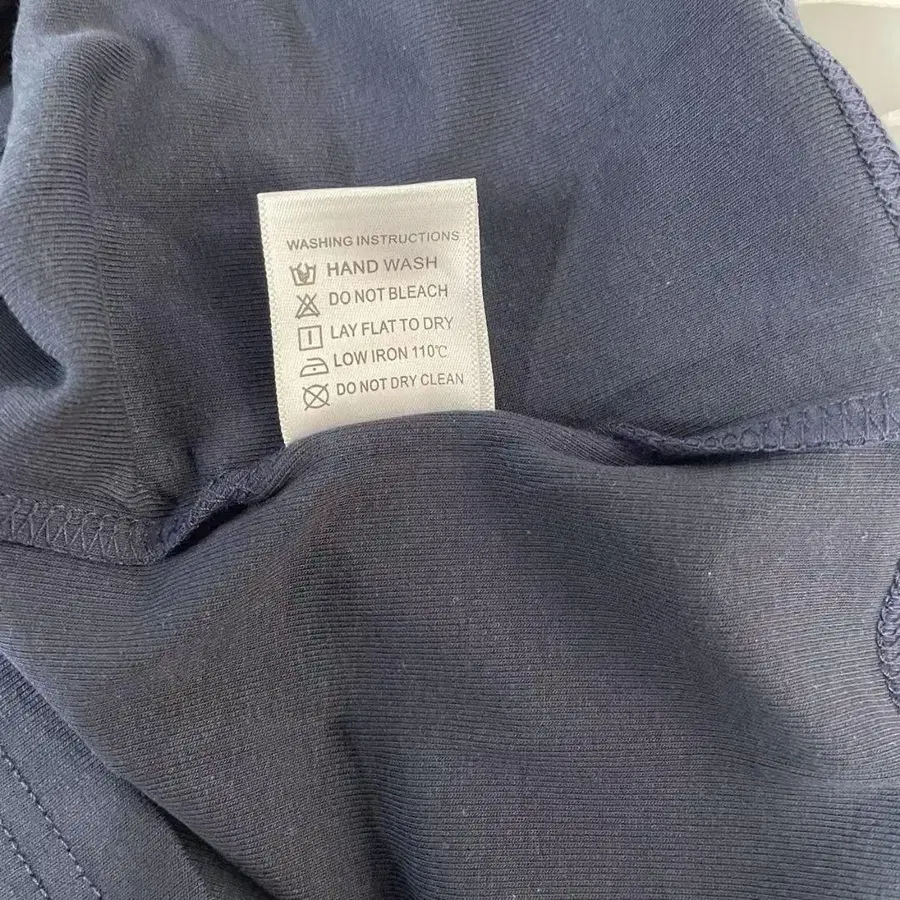 WASHING INSTRUCTIONS
HAND WASH
DO NOT BLEACH
LAY FLAT TO DRY
LOW IRON 110℃
DO NOT DRY CLEAN